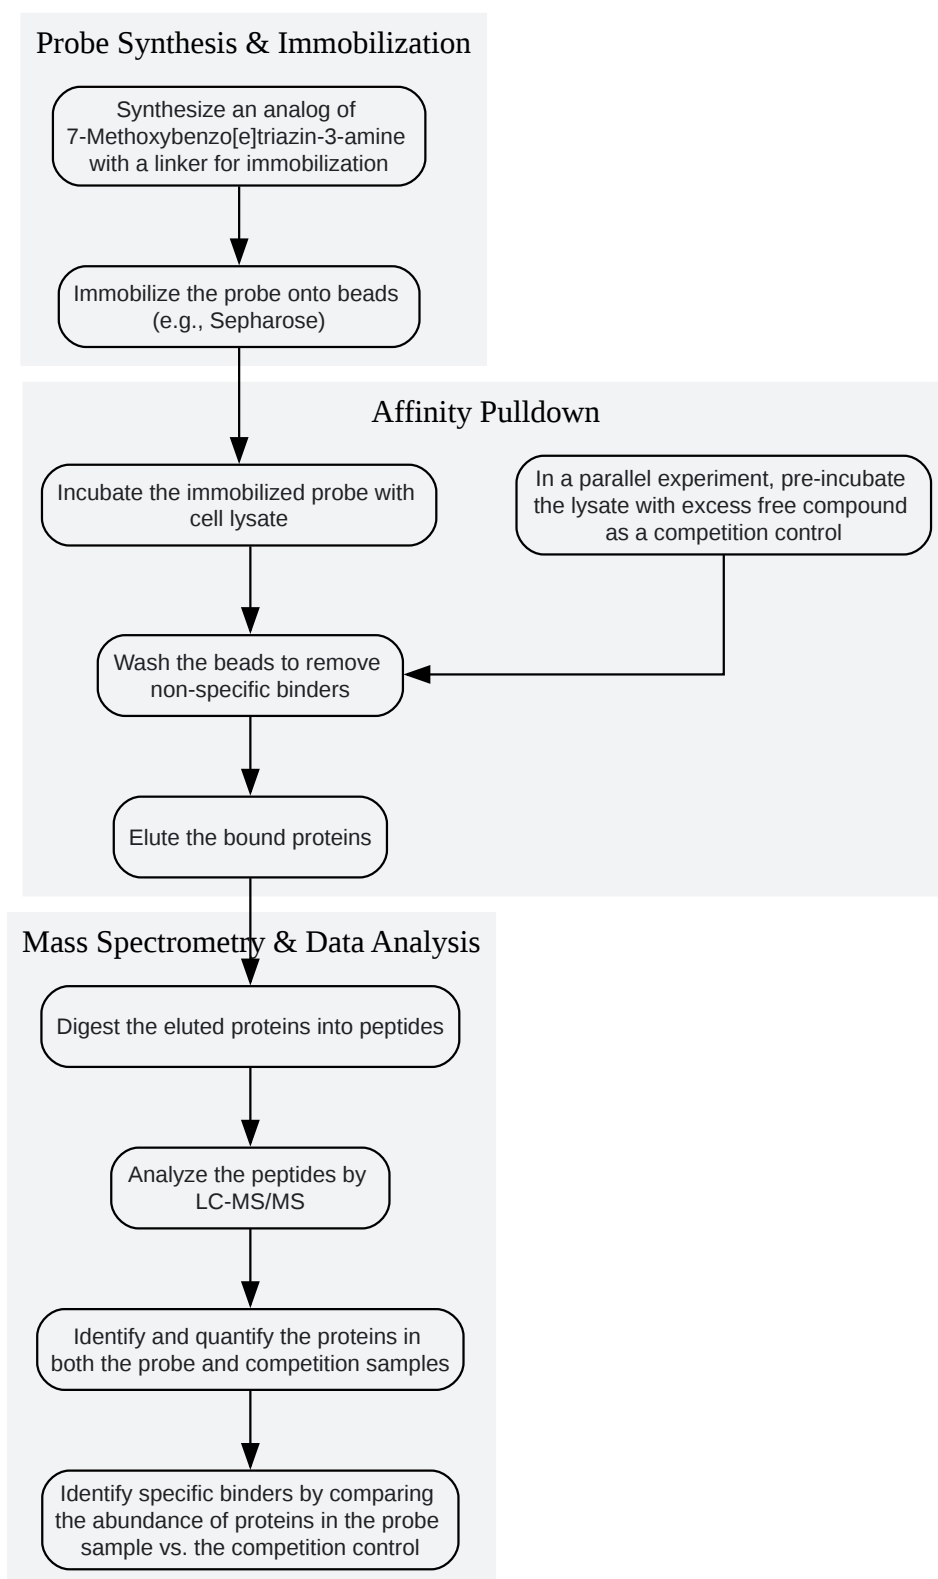 Probe Synthesis & Immobilization
Synthesize an analog of
7-Methoxybenzo[e]triazin-3-amine
with a linker for immobilization
Immobilize the probe onto beads
(e.g., Sepharose)
Affinity Pulldown
Incubate the immobilized probe with
cell lysate
In a parallel experiment, pre-incubate
the lysate with excess free compound
as a competition control
Wash the beads to remove
non-specific binders
Elute the bound proteins
Mass Spectrometry & Data Analysis
Digest the eluted proteins into peptides
Analyze the peptides by
LC-MS/MS
Identify and quantify the proteins in
both the probe and competition samples
Identify specific binders by comparing
the abundance of proteins in the probe
sample vs. the competition control